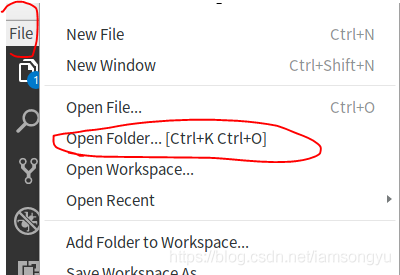 File
New File Ctrl+N
New Window Ctrl+Shift+N
1
Open File... Ctrl+O
Open Folder... [Ctrl+K Ctrl+O]
Open Workspace...
Open Recent
Add Folder to Workspace...
Save Workspace As
https://blog.csdn.net/iamsongyu